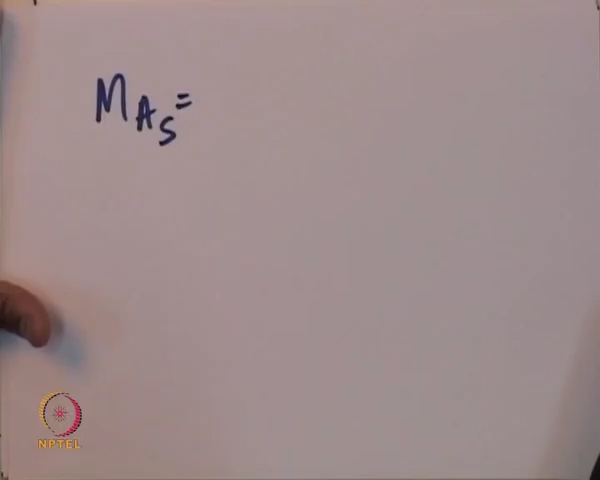 M_{A_S} =
NPTEL